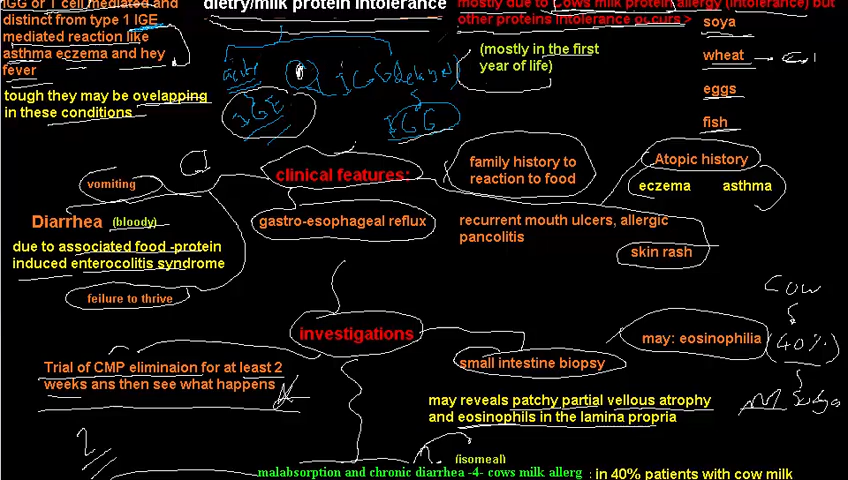 IGG or T cell mediated and
distinct from type 1 IGE
mediated reaction like
asthma eczema and hey
fever
tough they may be ovelapping
in these conditions
dietry/milk protein intolerance
mostly due to Cows milk protein allergy (intolerance) but
other proteins intolerance occurs >
soya
wheat
eggs
fish
(mostly in the first
year of life)
acute
IGE
IGG
clinical features:
vomiting
Diarrhea (bloody)
due to associated food -protein
induced enterocolitis syndrome
feilure to thrive
gastro-esophageal reflux
family history to
reaction to food
Atopic history
eczema asthma
recurrent mouth ulcers, allergic
pancolitis
skin rash
investigations
Trial of CMP eliminaion for at least 2
weeks ans then see what happens
2
small intestine biopsy
may reveals patchy partial vellous atrophy
and eosinophils in the lamina propria
may: eosinophilia
Cow
(40%)
(isomeal)
malabsorption and chronic diarrhea -4- cows milk allerg : in 40% patients with cow milk